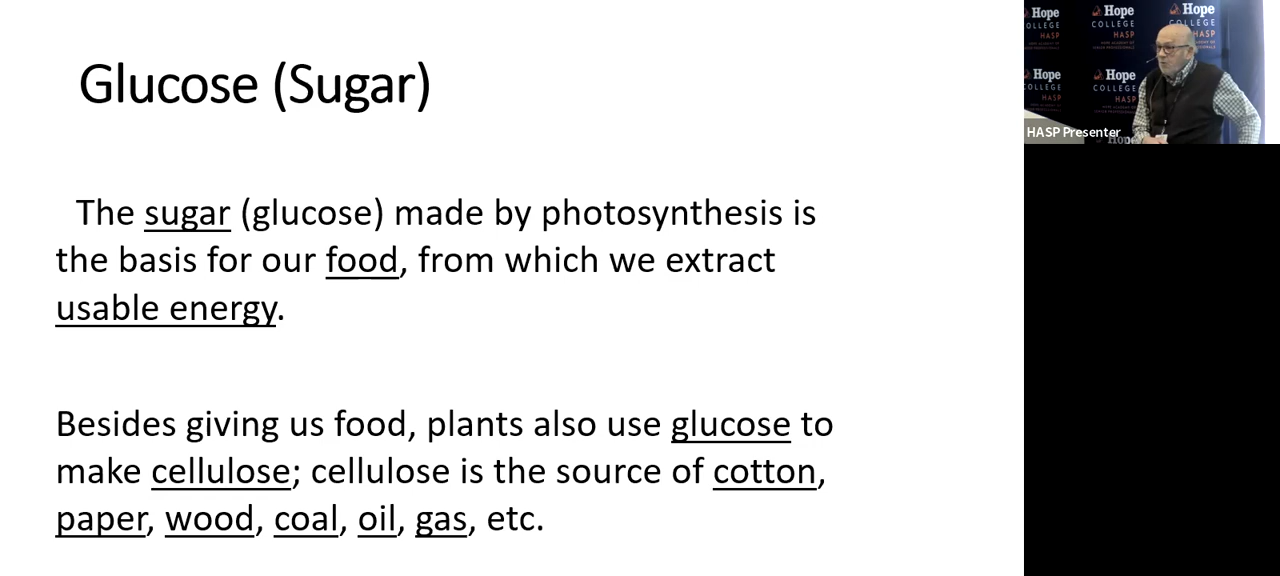 Glucose (Sugar)
The sugar (glucose) made by photosynthesis is
the basis for our food, from which we extract
usable energy.
Besides giving us food, plants also use glucose to
make cellulose; cellulose is the source of cotton,
paper, wood, coal, oil, gas, etc.
Hope
COLLEGE
HASP
Hope
COLLEGE
HASP
Hope
HASP
Hope
COLLEGE
HASP
Hope
COLLEGE
HASP
HASP Presenter
Hope